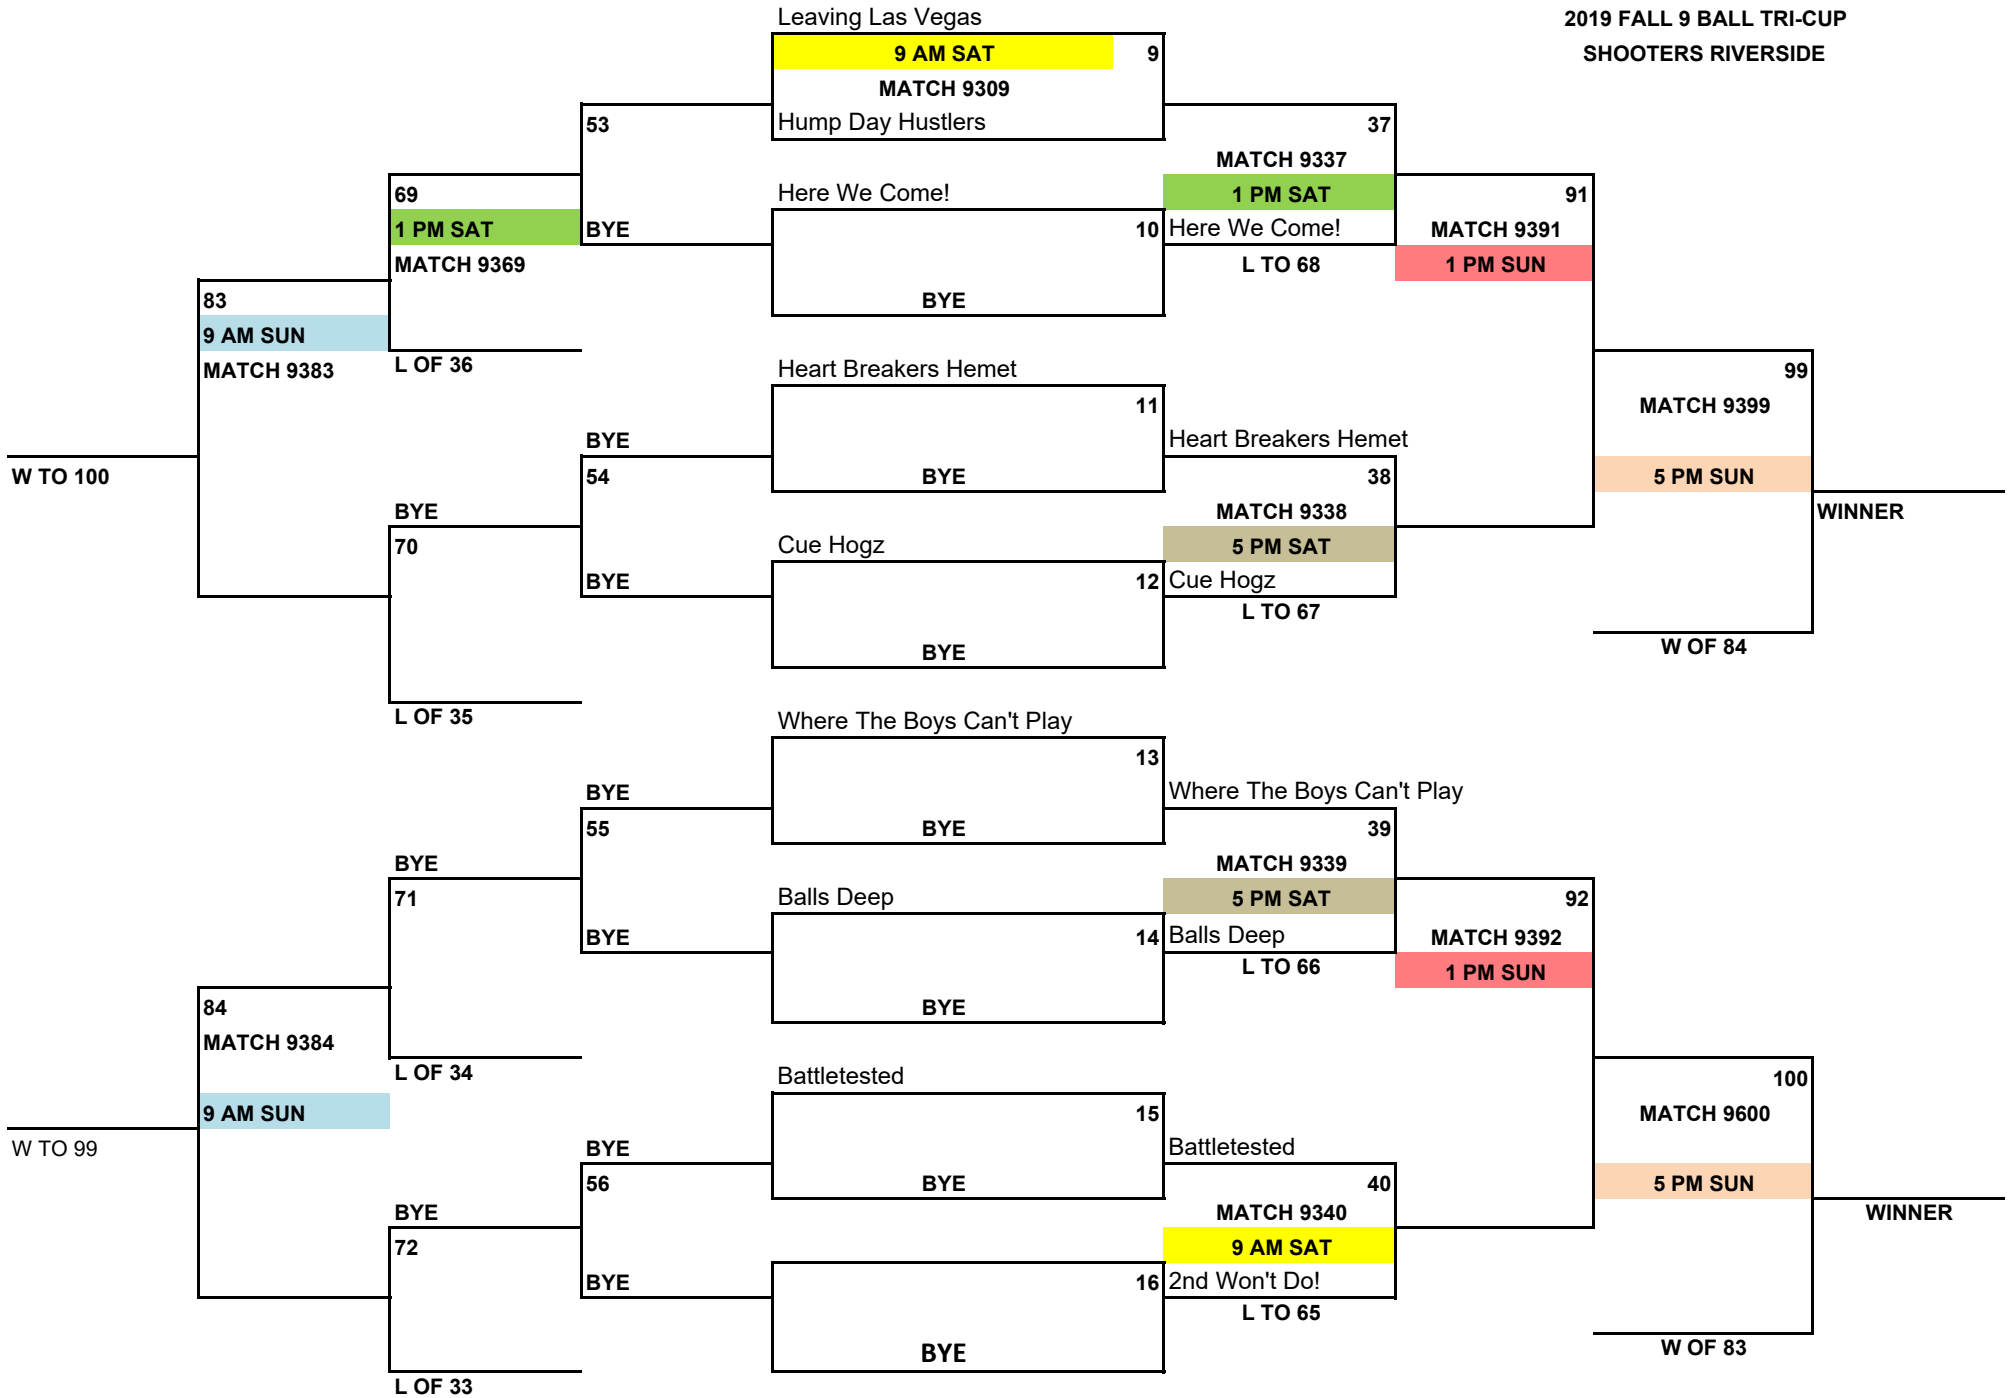 Leaving Las Vegas
2019 FALL 9 BALL TRI-CUP
9 AM SAT 9
SHOOTERS RIVERSIDE
MATCH 9309
53
Hump Day Hustlers
37
MATCH 9337
69
Here We Come!
1 PM SAT
91
1 PM SAT
BYE
10
Here We Come!
MATCH 9391
MATCH 9369
L TO 68
1 PM SUN
83
BYE
9 AM SUN
MATCH 9383
L OF 36
Heart Breakers Hemet
99
11
MATCH 9399
BYE
Heart Breakers Hemet
W TO 100
54
BYE
38
5 PM SUN
BYE
MATCH 9338
WINNER
70
Cue Hogz
5 PM SAT
BYE
12
Cue Hogz
L TO 67
BYE
W OF 84
L OF 35
Where The Boys Can't Play
13
BYE
Where The Boys Can't Play
55
BYE
39
BYE
MATCH 9339
71
Balls Deep
5 PM SAT
92
BYE
14
Balls Deep
MATCH 9392
L TO 66
1 PM SUN
84
BYE
MATCH 9384
L OF 34
Battletested
100
9 AM SUN
15
MATCH 9600
W TO 99
BYE
Battletested
56
BYE
40
5 PM SUN
BYE
MATCH 9340
WINNER
72
9 AM SAT
BYE
16
2nd Won't Do!
L TO 65
BYE
W OF 83
L OF 33